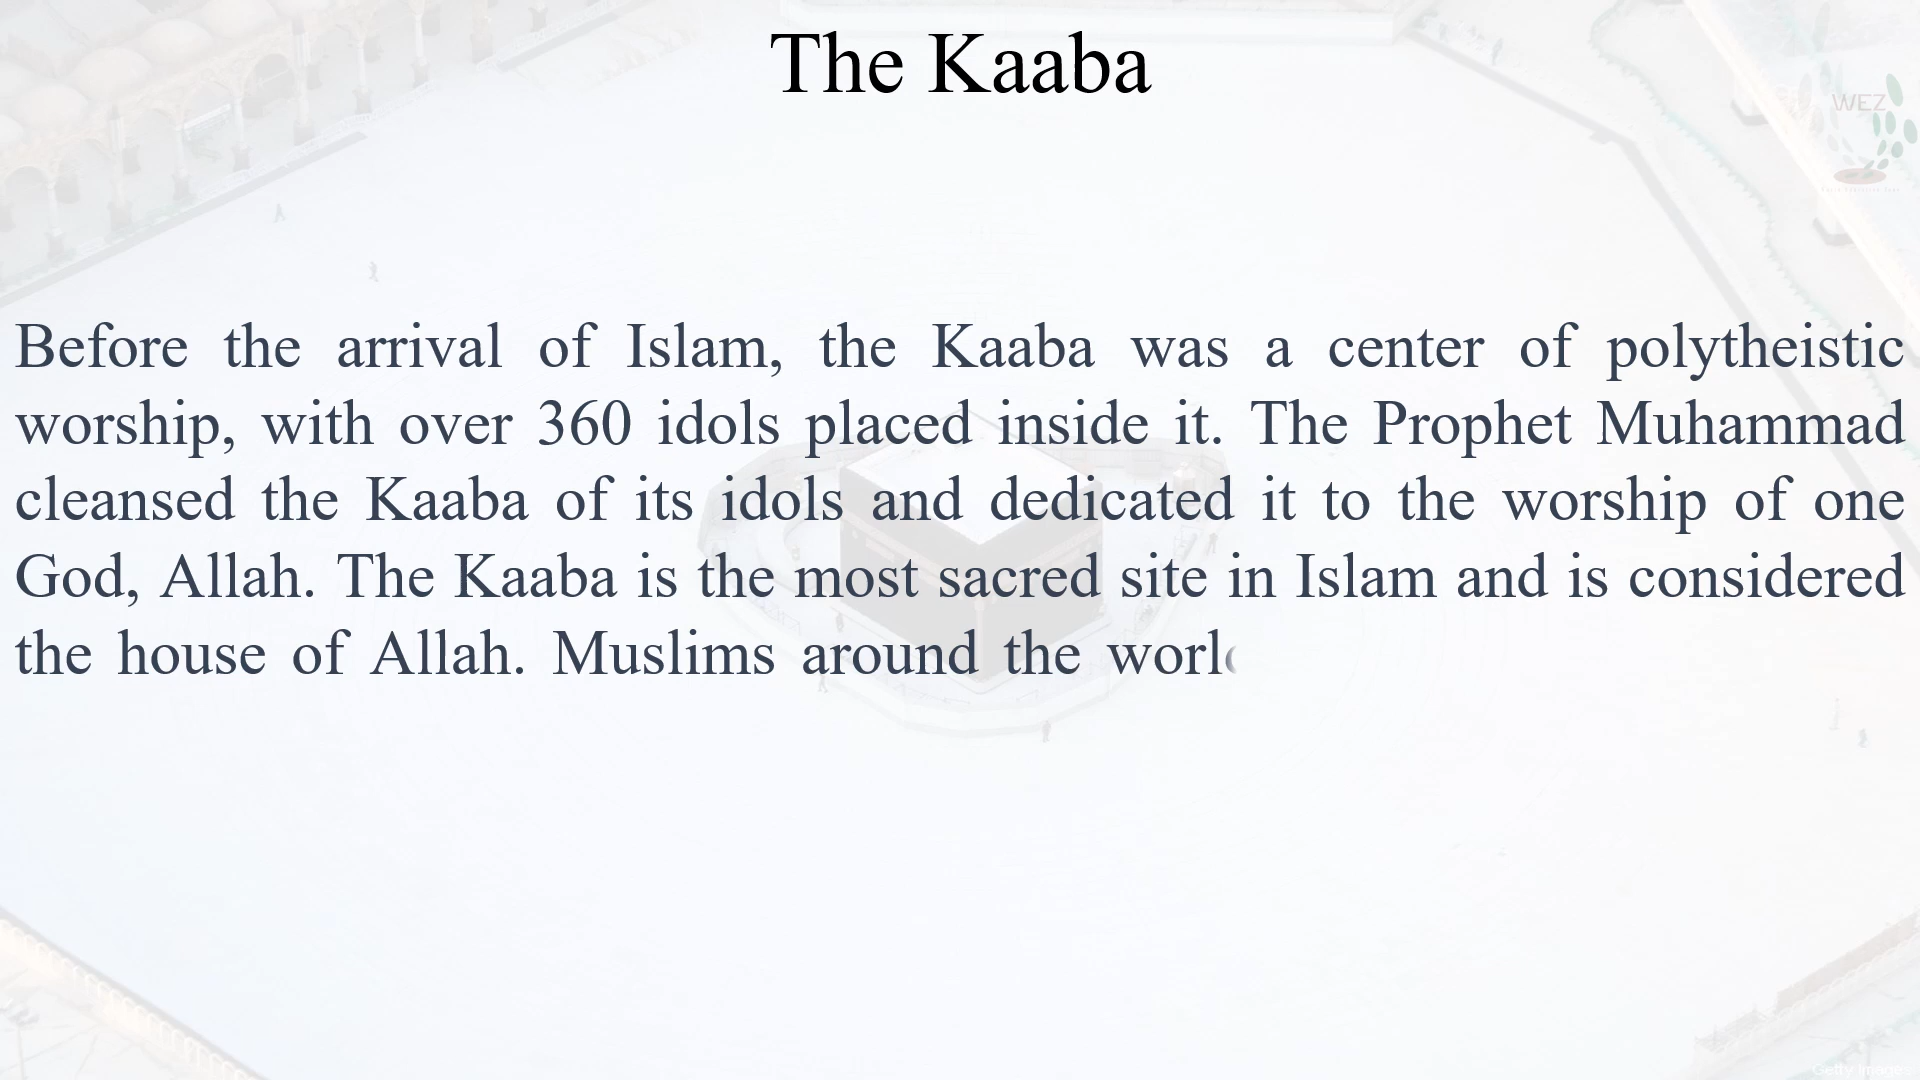 The Kaaba
WEZ
Before the arrival of Islam, the Kaaba was a center of polytheistic
worship, with over 360 idols placed inside it. The Prophet Muhammad
cleansed the Kaaba of its idols and dedicated it to the worship of one
God, Allah. The Kaaba is the most sacred site in Islam and is considered
the house of Allah. Muslims around the worl
Getty Images